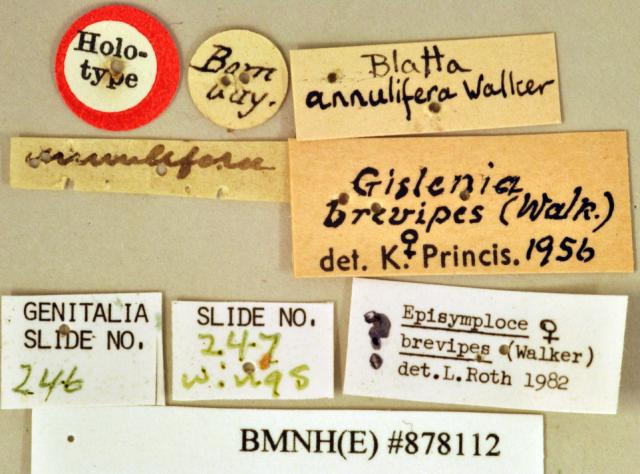 Holo-
type
Bom
bay.
Blatta
annulifera Walker
annulifera
Gislenia
brevipes (Walk.)
♀
det. K. Princis. 1956
GENITALIA
SLIDE NO.
246
SLIDE NO.
247
wings
? Episymploce ♀
brevipes (Walker)
det. L. Roth 1982
BMNH(E) #878112